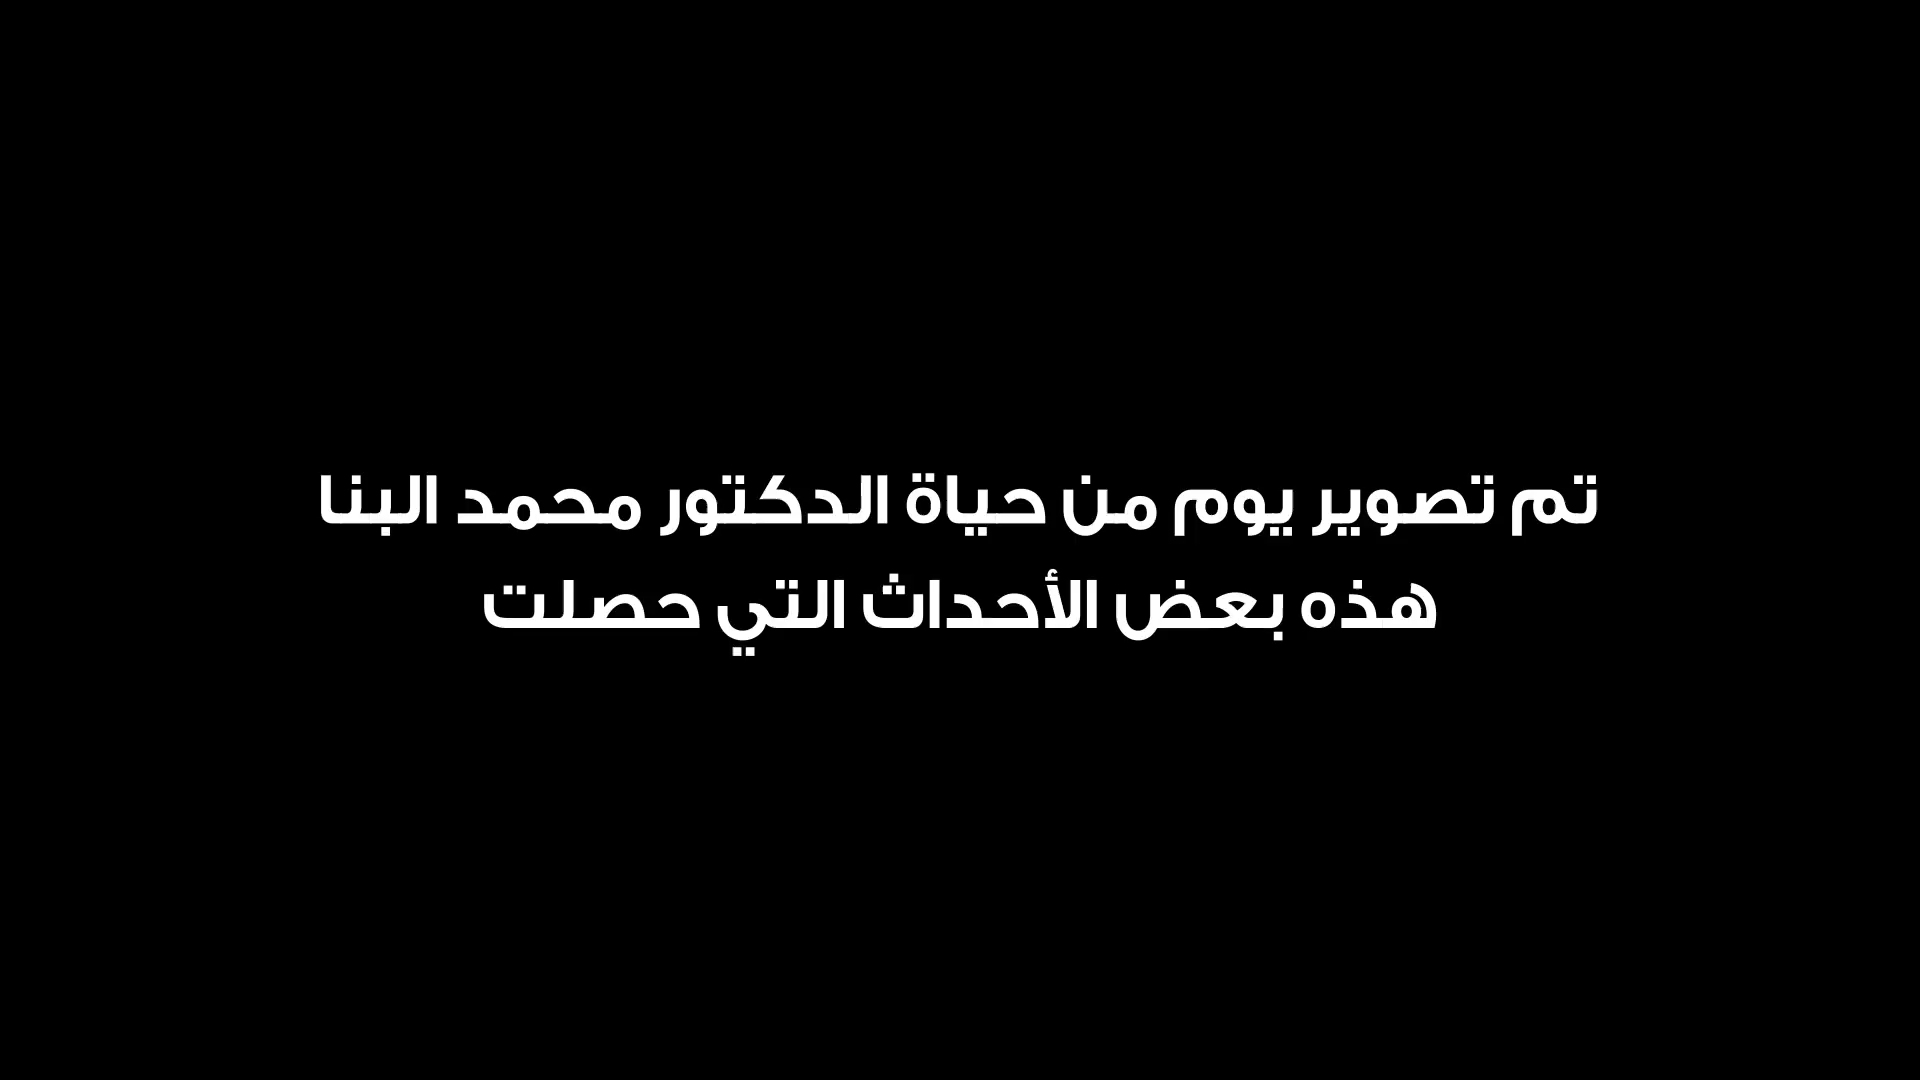 تم تصوير يوم من حياة الدكتور محمد البنا
هذه بعض الأحداث التي حصلت